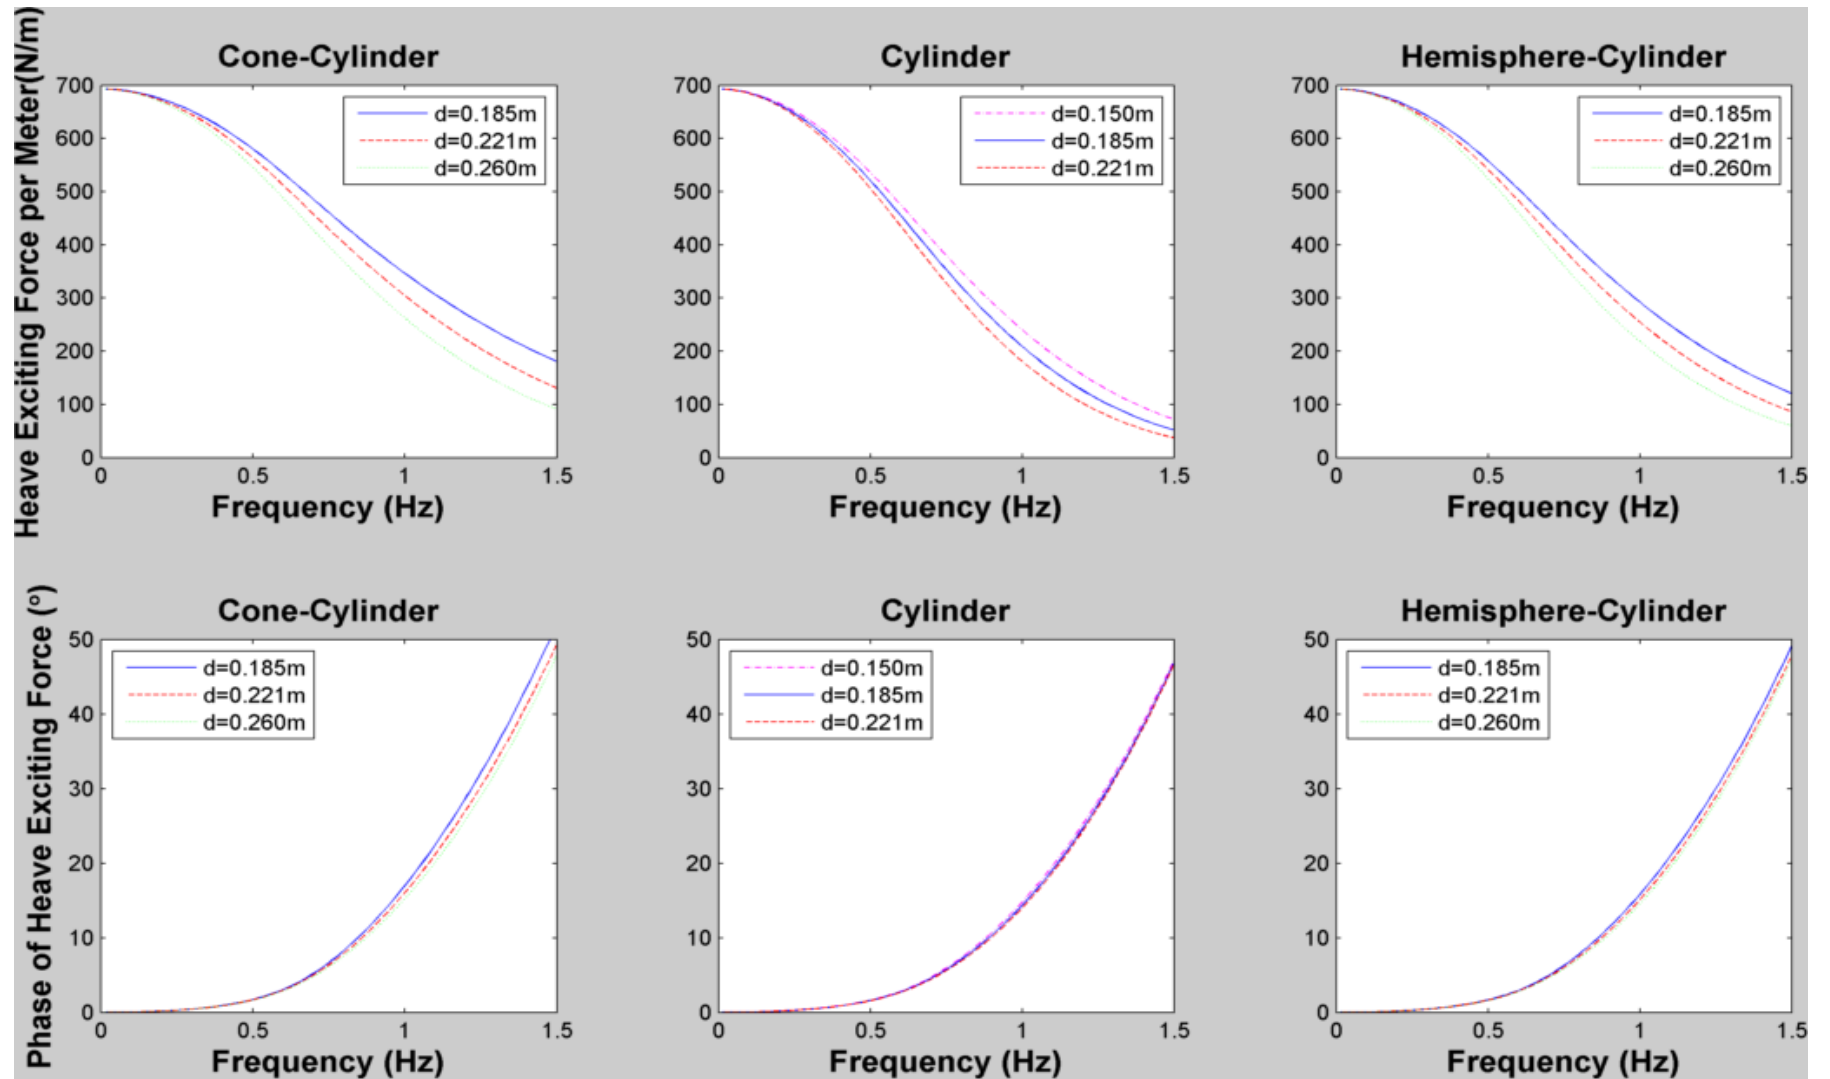 Heave Exciting Force per Meter(N/m)
Cone-Cylinder
700
600
500
400
300
200
100
0
d=0.185m
d=0.221m
d=0.260m
0 0.5 1 1.5
Frequency (Hz)
Cylinder
700
600
500
400
300
200
100
0
d=0.150m
d=0.185m
d=0.221m
0 0.5 1 1.5
Frequency (Hz)
Hemisphere-Cylinder
700
600
500
400
300
200
100
0
d=0.185m
d=0.221m
d=0.260m
0 0.5 1 1.5
Frequency (Hz)
Phase of Heave Exciting Force (°)
Cone-Cylinder
50
40
30
20
10
0
d=0.185m
d=0.221m
d=0.260m
0 0.5 1 1.5
Frequency (Hz)
Cylinder
50
40
30
20
10
0
d=0.150m
d=0.185m
d=0.221m
0 0.5 1 1.5
Frequency (Hz)
Hemisphere-Cylinder
50
40
30
20
10
0
d=0.185m
d=0.221m
d=0.260m
0 0.5 1 1.5
Frequency (Hz)